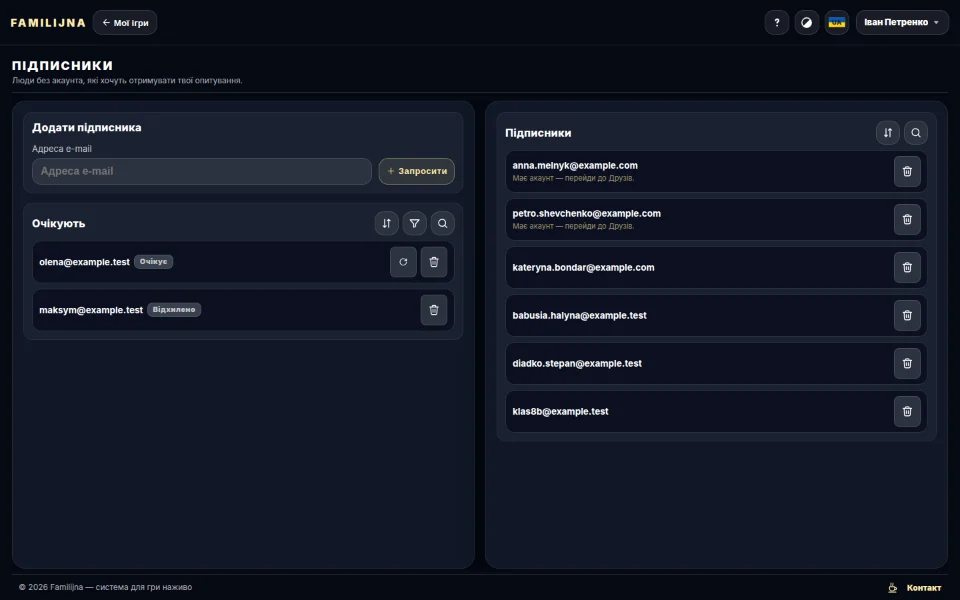 FAMILIJNA
← Мої ігри
?
UA
Іван Петренко
ПІДПИСНИКИ
Люди без акаунта, які хочуть отримувати твої опитування.
Додати підписника
Адреса e-mail
Адреса e-mail
+ Запросити
Очікують
olena@example.test Очікує
maksym@example.test Відхилено
Підписники
anna.melnyk@example.com
Має акаунт — перейди до Друзів.
petro.shevchenko@example.com
Має акаунт — перейди до Друзів.
kateryna.bondar@example.com
babusia.halyna@example.test
diadko.stepan@example.test
klas8b@example.test
© 2026 Familijna — система для гри наживо
Контакт